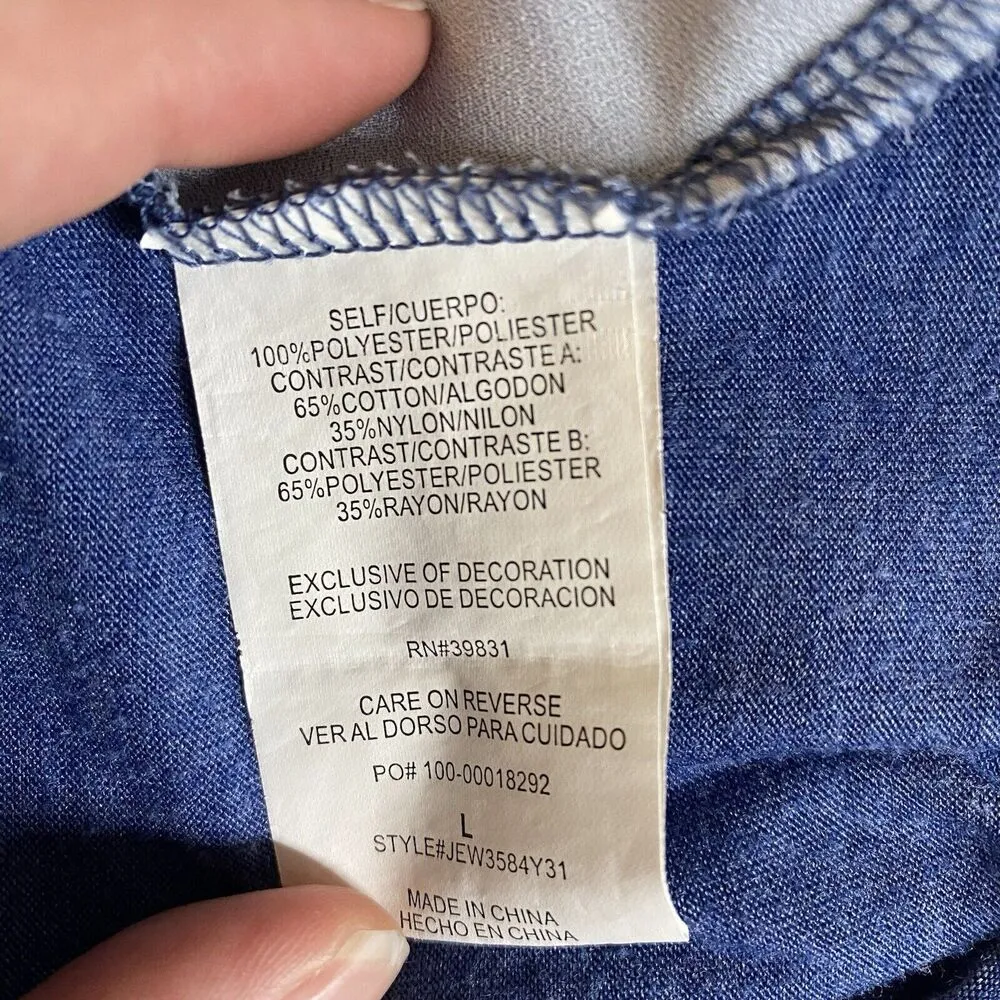 SELF/CUERPO:
100%POLYESTER/POLIESTER
CONTRAST/CONTRASTE A:
65%COTTON/ALGODON
35%NYLON/NILON
CONTRAST/CONTRASTE B:
65%POLYESTER/POLIESTER
35%RAYON/RAYON
EXCLUSIVE OF DECORATION
EXCLUSIVO DE DECORACION
RN#39831
CARE ON REVERSE
VER AL DORSO PARA CUIDADO
PO# 100-00018292
L
STYLE#JEW3584Y31
MADE IN CHINA
HECHO EN CHINA